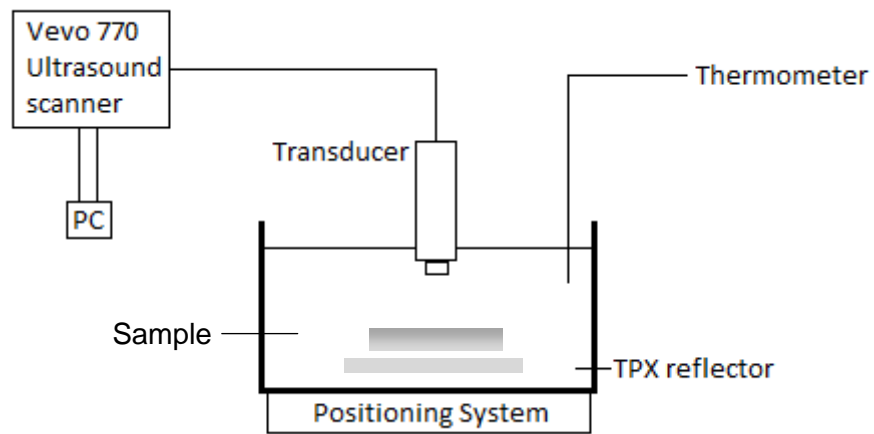 Vevo 770
Ultrasound
scanner
Thermometer
Transducer
PC
Sample
TPX reflector
Positioning System